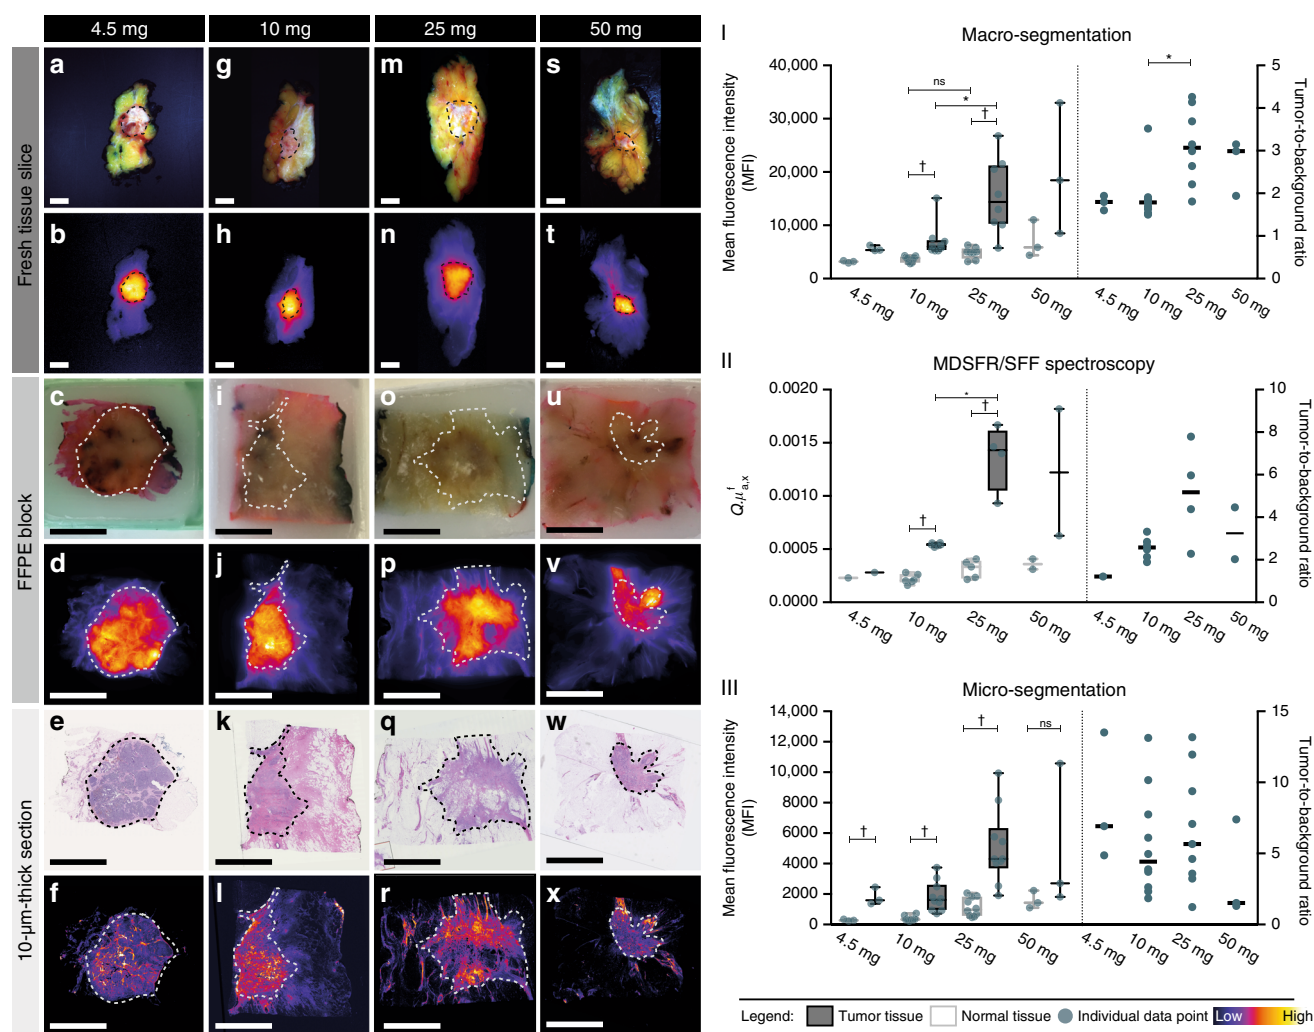 4.5 mg 10 mg 25 mg 50 mg
Fresh tissue slice
a g m s
b h n t
FFPE block
c i o u
d j p v
10-μm-thick section
e k q w
f l r x
I
Macro-segmentation
Mean fluorescence intensity
(MFI)
40,000
30,000
20,000
10,000
0
ns
*
†
†
*
5
4
3
2
1
0
Tumor-to-background ratio
4.5 mg 10 mg 25 mg 50 mg 4.5 mg 10 mg 25 mg 50 mg
II
MDSFR/SFF spectroscopy
Q,μᶠa,x
0.0020
0.0015
0.0010
0.0005
0.0000
*
†
†
10
8
6
4
2
0
Tumor-to-background ratio
4.5 mg 10 mg 25 mg 50 mg 4.5 mg 10 mg 25 mg 50 mg
III
Micro-segmentation
Mean fluorescence intensity
(MFI)
14,000
12,000
10,000
8000
6000
4000
2000
0
† † † ns
15
10
5
0
Tumor-to-background ratio
4.5 mg 10 mg 25 mg 50 mg 4.5 mg 10 mg 25 mg 50 mg
Legend: Tumor tissue Normal tissue Individual data point Low High